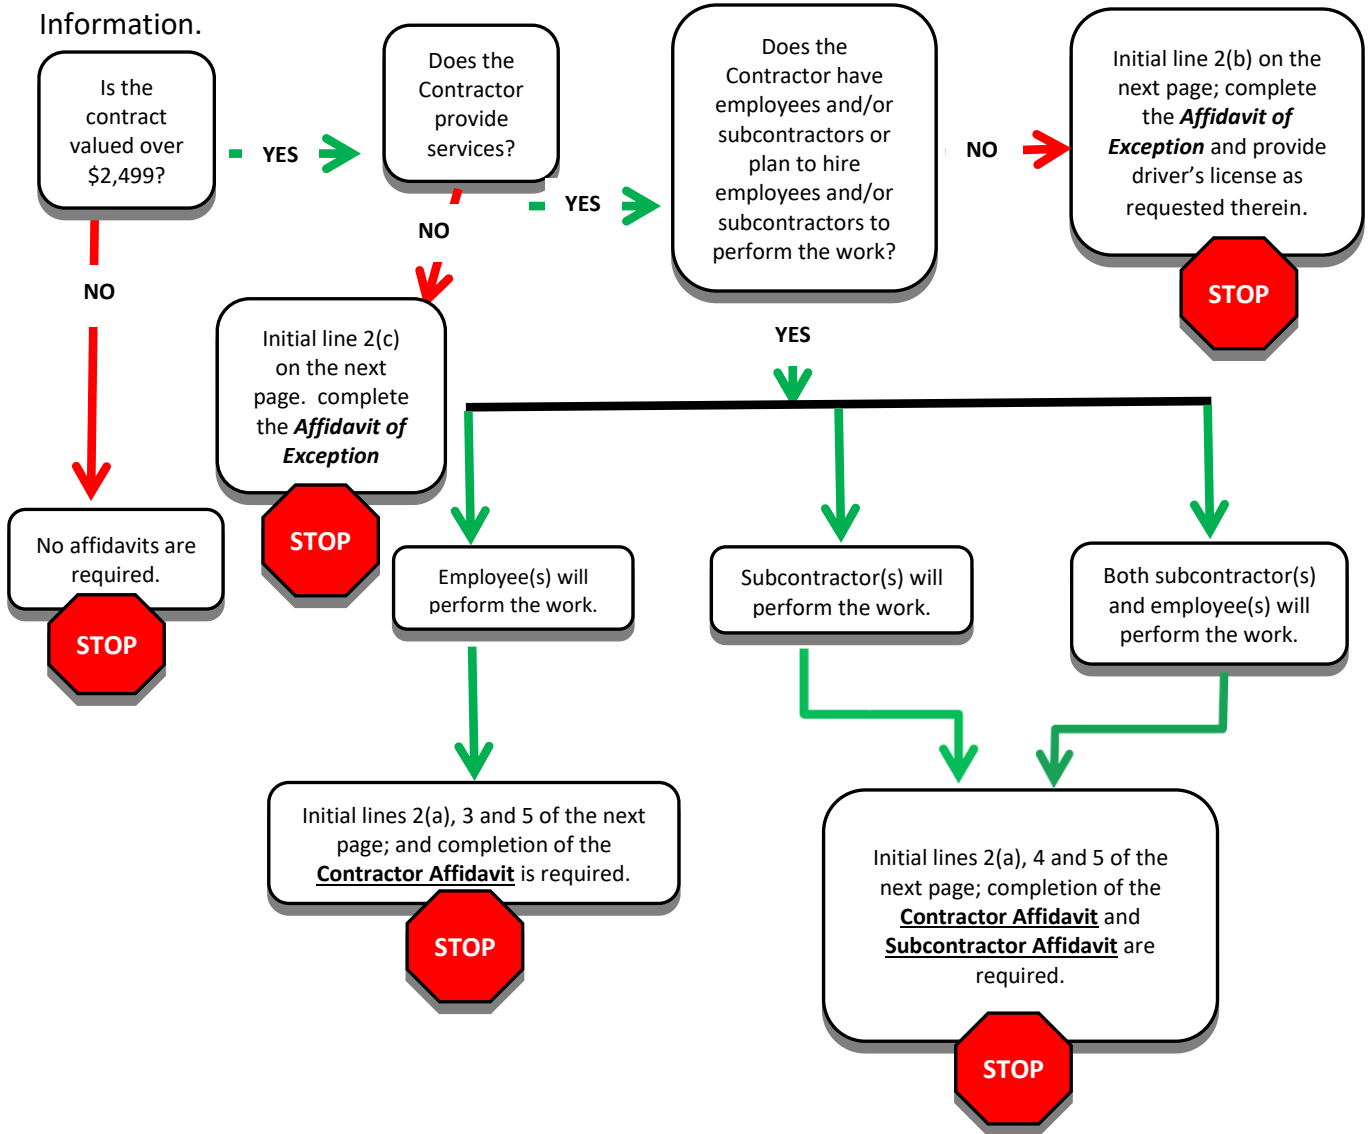 Information.
Is the
contract
valued over
$2,499?
YES
NO
No affidavits are
required.
STOP
Does the
Contractor
provide
services?
YES
NO
Initial line 2(c)
on the next
page.  complete
the Affidavit of
Exception
STOP
Does the
Contractor have
employees and/or
subcontractors or
plan to hire
employees and/or
subcontractors to
perform the work?
NO
Initial line 2(b) on the
next page; complete
the Affidavit of
Exception and provide
driver’s license as
requested therein.
STOP
YES
Employee(s) will
perform the work.
Subcontractor(s) will
perform the work.
Both subcontractor(s)
and employee(s) will
perform the work.
Initial lines 2(a), 3 and 5 of the next
page; and completion of the
Contractor Affidavit is required.
STOP
Initial lines 2(a), 4 and 5 of the
next page; completion of the
Contractor Affidavit and
Subcontractor Affidavit are
required.
STOP